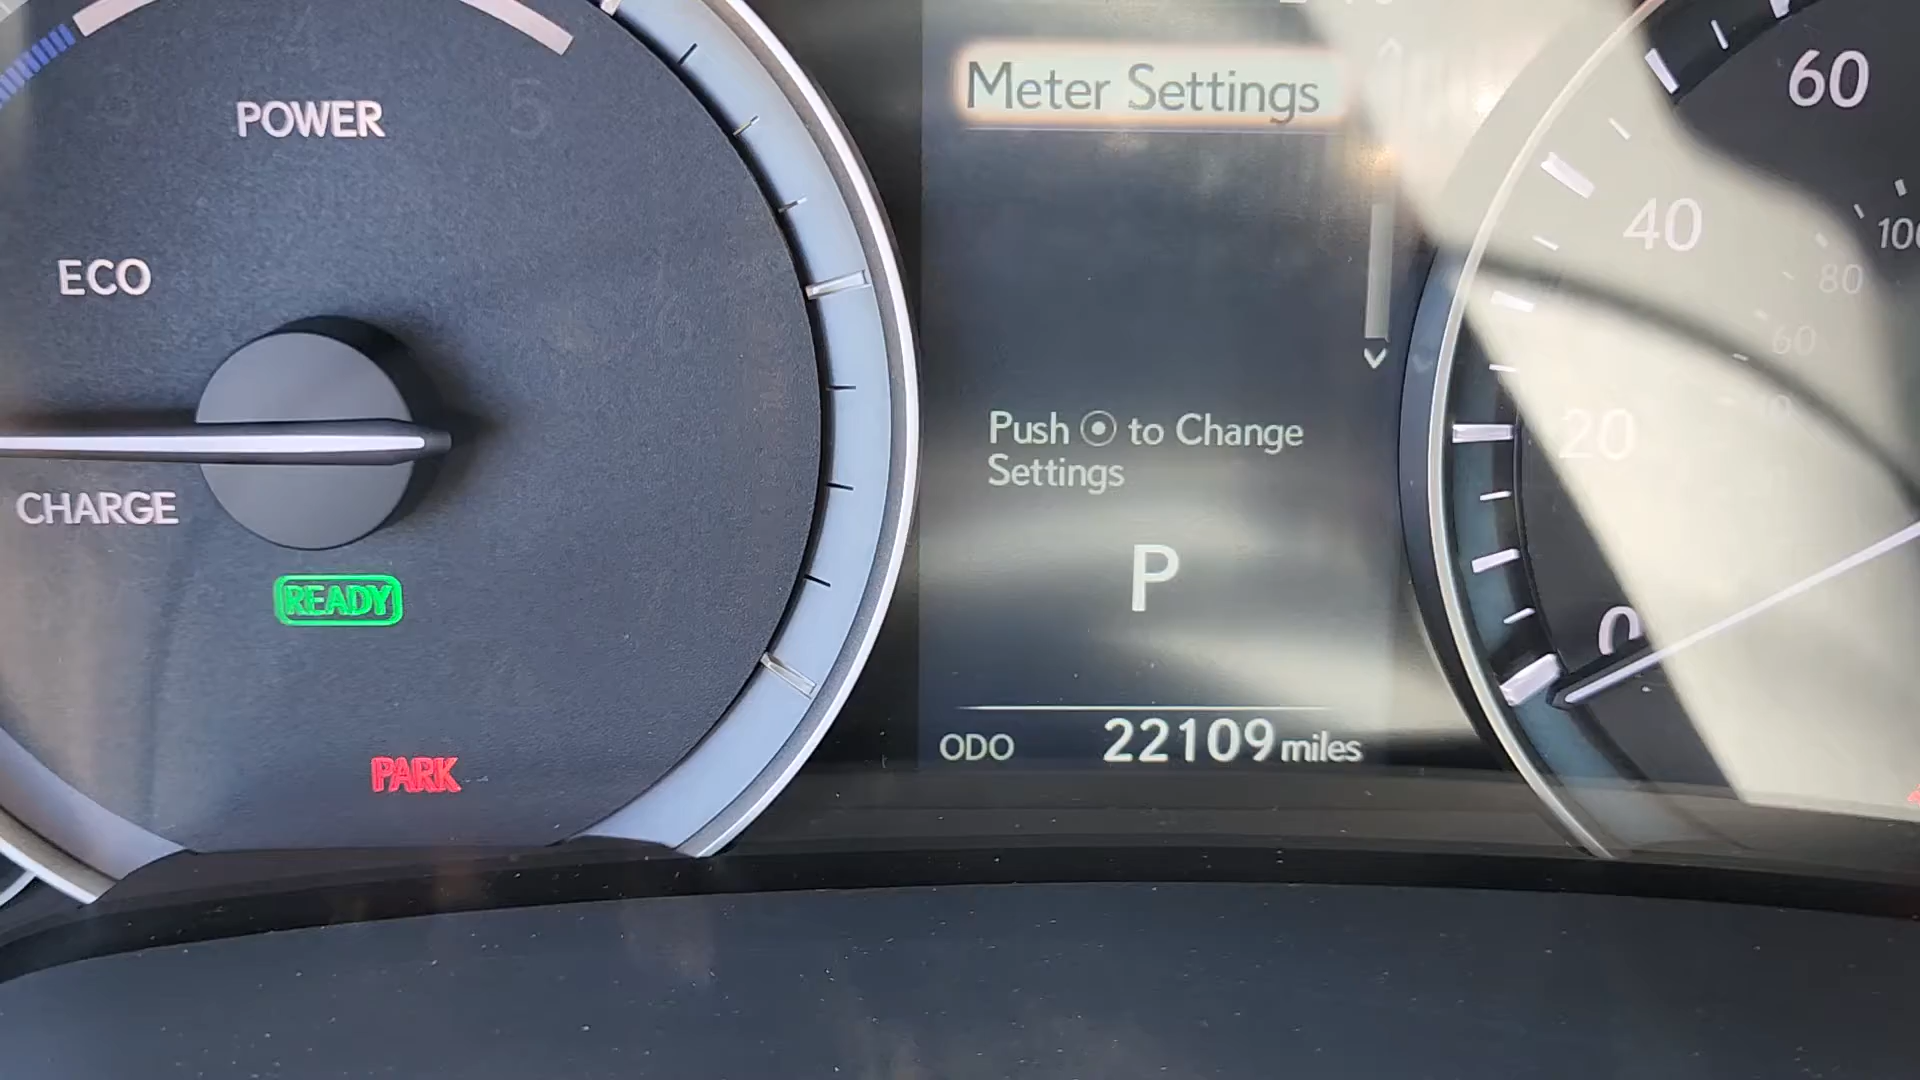 POWER
5
ECO
CHARGE
READY
PARK
Meter Settings
Push to Change
Settings
P
ODO 22109 miles
60
40
20
0
100
80
60